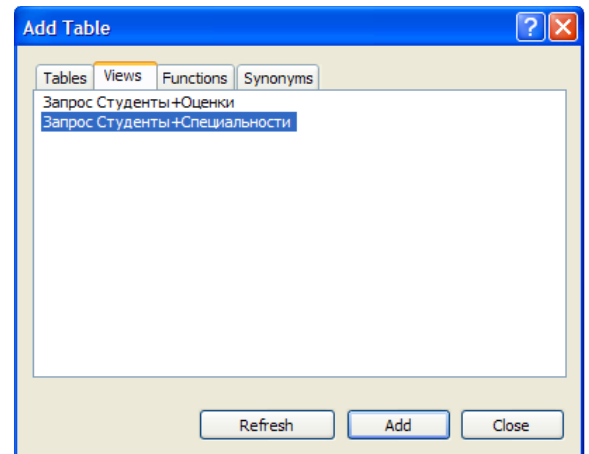 Add Table
Tables Views Functions Synonyms
Запрос Студенты+Оценки
Запрос Студенты+Специальности
Refresh Add Close